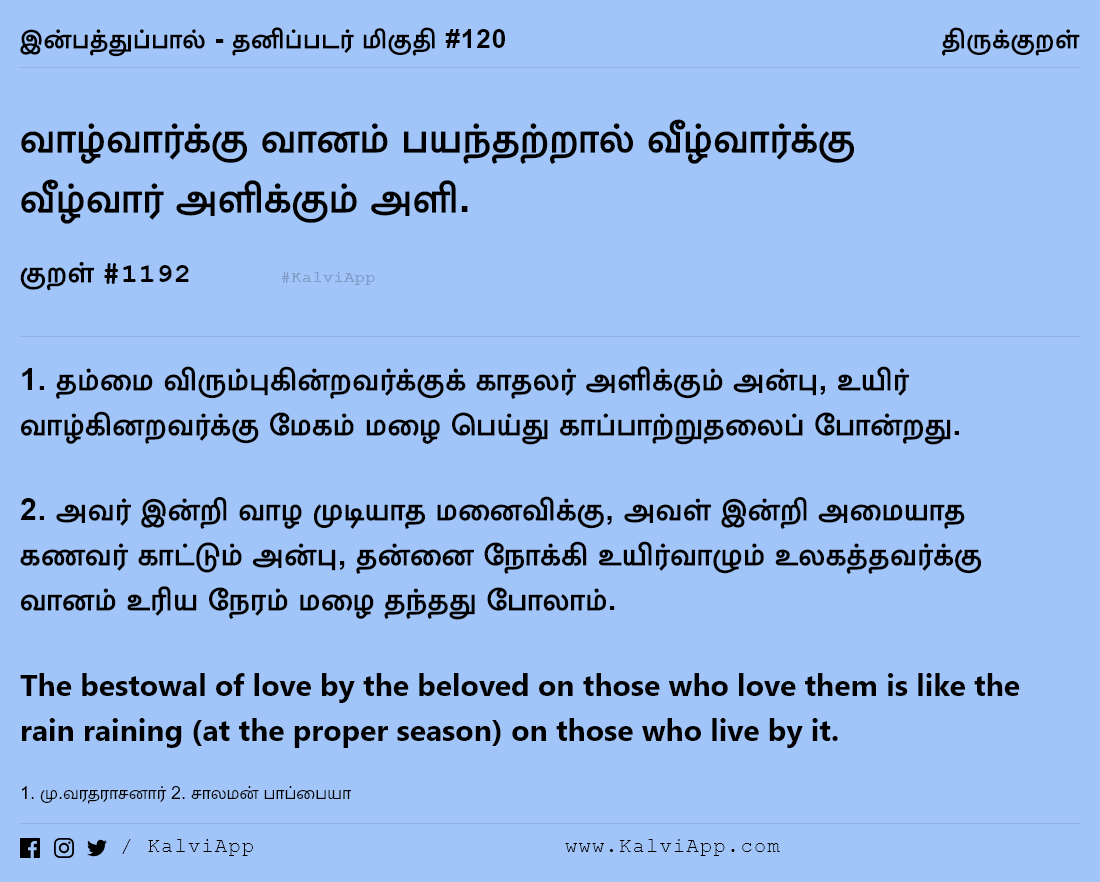 இன்பத்துப்பால் - தனிப்படர் மிகுதி #120 திருக்குறள்
வாழ்வார்க்கு வானம் பயந்தற்றால் வீழ்வார்க்கு
வீழ்வார் அளிக்கும் அளி.
குறள் #1192 #KalviApp
1. தம்மை விரும்புகின்றவர்க்குக் காதலர் அளிக்கும் அன்பு, உயிர்
வாழ்கினறவர்க்கு மேகம் மழை பெய்து காப்பாற்றுதலைப் போன்றது.
2. அவர் இன்றி வாழ முடியாத மனைவிக்கு, அவள் இன்றி அமையாத
கணவர் காட்டும் அன்பு, தன்னை நோக்கி உயிர்வாழும் உலகத்தவர்க்கு
வானம் உரிய நேரம் மழை தந்தது போலாம்.
The bestowal of love by the beloved on those who love them is like the
rain raining (at the proper season) on those who live by it.
1. மு.வரதராசனார் 2. சாலமன் பாப்பையா
/ KalviApp www.KalviApp.com